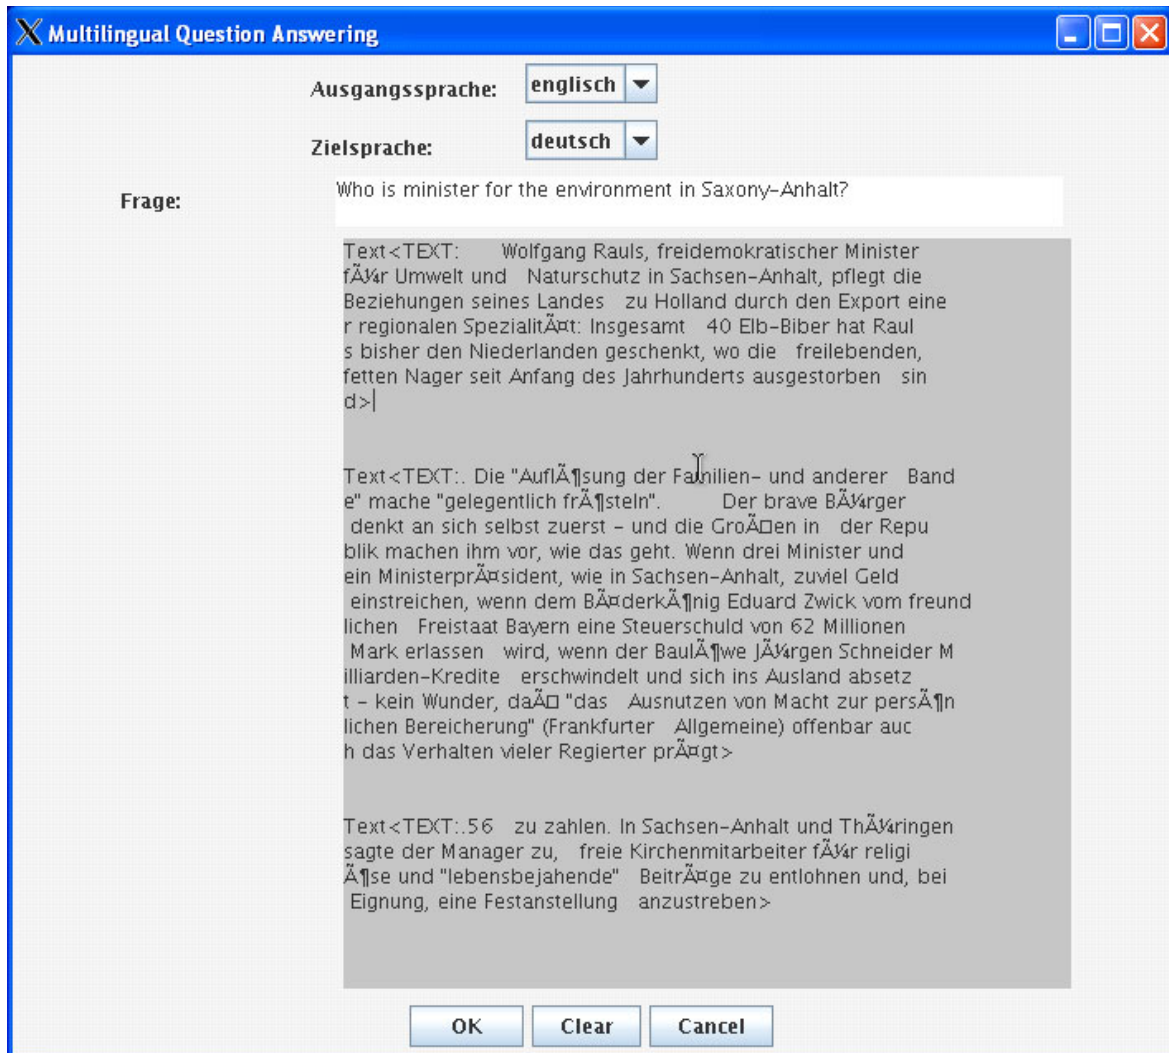 Multilingual Question Answering
Ausgangssprache: englisch
Zielsprache: deutsch
Frage: Who is minister for the environment in Saxony-Anhalt?
Text<TEXT: Wolfgang Rauls, freidemokratischer Minister
fÃ¼r Umwelt und Naturschutz in Sachsen-Anhalt, pflegt die
Beziehungen seines Landes zu Holland durch den Export eine
r regionalen SpezialitÃ¤t: Insgesamt 40 Elb-Biber hat Raul
s bisher den Niederlanden geschenkt, wo die freilebenden,
fetten Nager seit Anfang des Jahrhunderts ausgestorben sin
d>
Text<TEXT:. Die "AuflÃ¶sung der Familien- und anderer Band
e" mache "gelegentlich frÃ¶steln". Der brave BÃ¼rger
denkt an sich selbst zuerst - und die GroÃ□en in der Repu
blik machen ihm vor, wie das geht. Wenn drei Minister und
ein MinisterprÃ¤sident, wie in Sachsen-Anhalt, zuviel Geld
einstreichen, wenn dem BÃ¤derkÃ¶nig Eduard Zwick vom freund
lichen Freistaat Bayern eine Steuerschuld von 62 Millionen
Mark erlassen wird, wenn der BaulÃ¶we JÃ¼rgen Schneider M
illiarden-Kredite erschwindelt und sich ins Ausland absetz
t - kein Wunder, daÃ□ "das Ausnutzen von Macht zur persÃ¶n
lichen Bereicherung" (Frankfurter Allgemeine) offenbar auc
h das Verhalten vieler Regierter prÃ¤gt>
Text<TEXT:.56 zu zahlen. In Sachsen-Anhalt und ThÃ¼ringen
sagte der Manager zu, freie Kirchenmitarbeiter fÃ¼r religi
Ã¶se und "lebensbejahende" BeitrÃ¤ge zu entlohnen und, bei
Eignung, eine Festanstellung anzustreben>
OK Clear Cancel